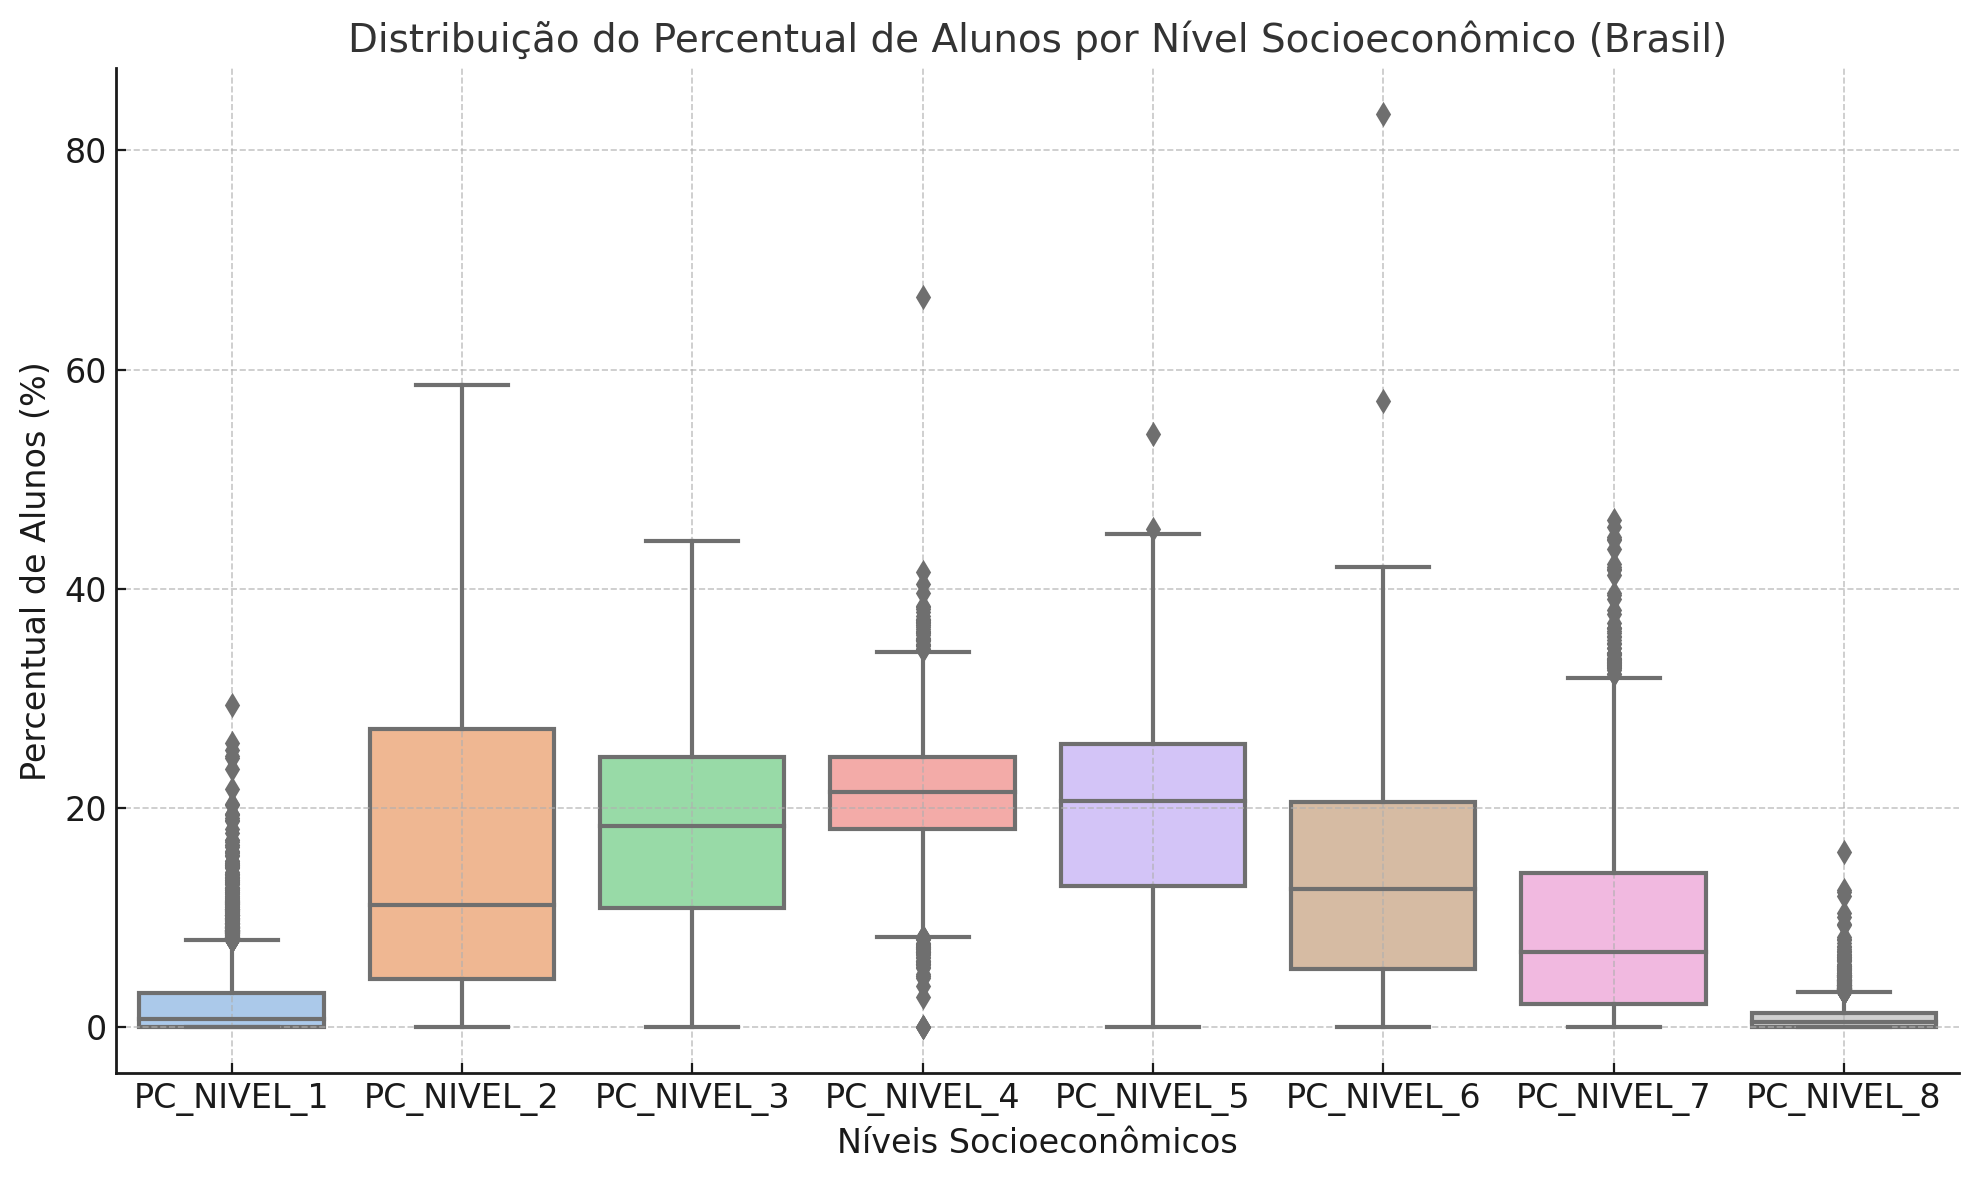 Distribuição do Percentual de Alunos por Nível Socioeconômico (Brasil)
Percentual de Alunos (%)
80
60
40
20
0
PC_NIVEL_1 PC_NIVEL_2 PC_NIVEL_3 PC_NIVEL_4 PC_NIVEL_5 PC_NIVEL_6 PC_NIVEL_7 PC_NIVEL_8
Níveis Socioeconômicos